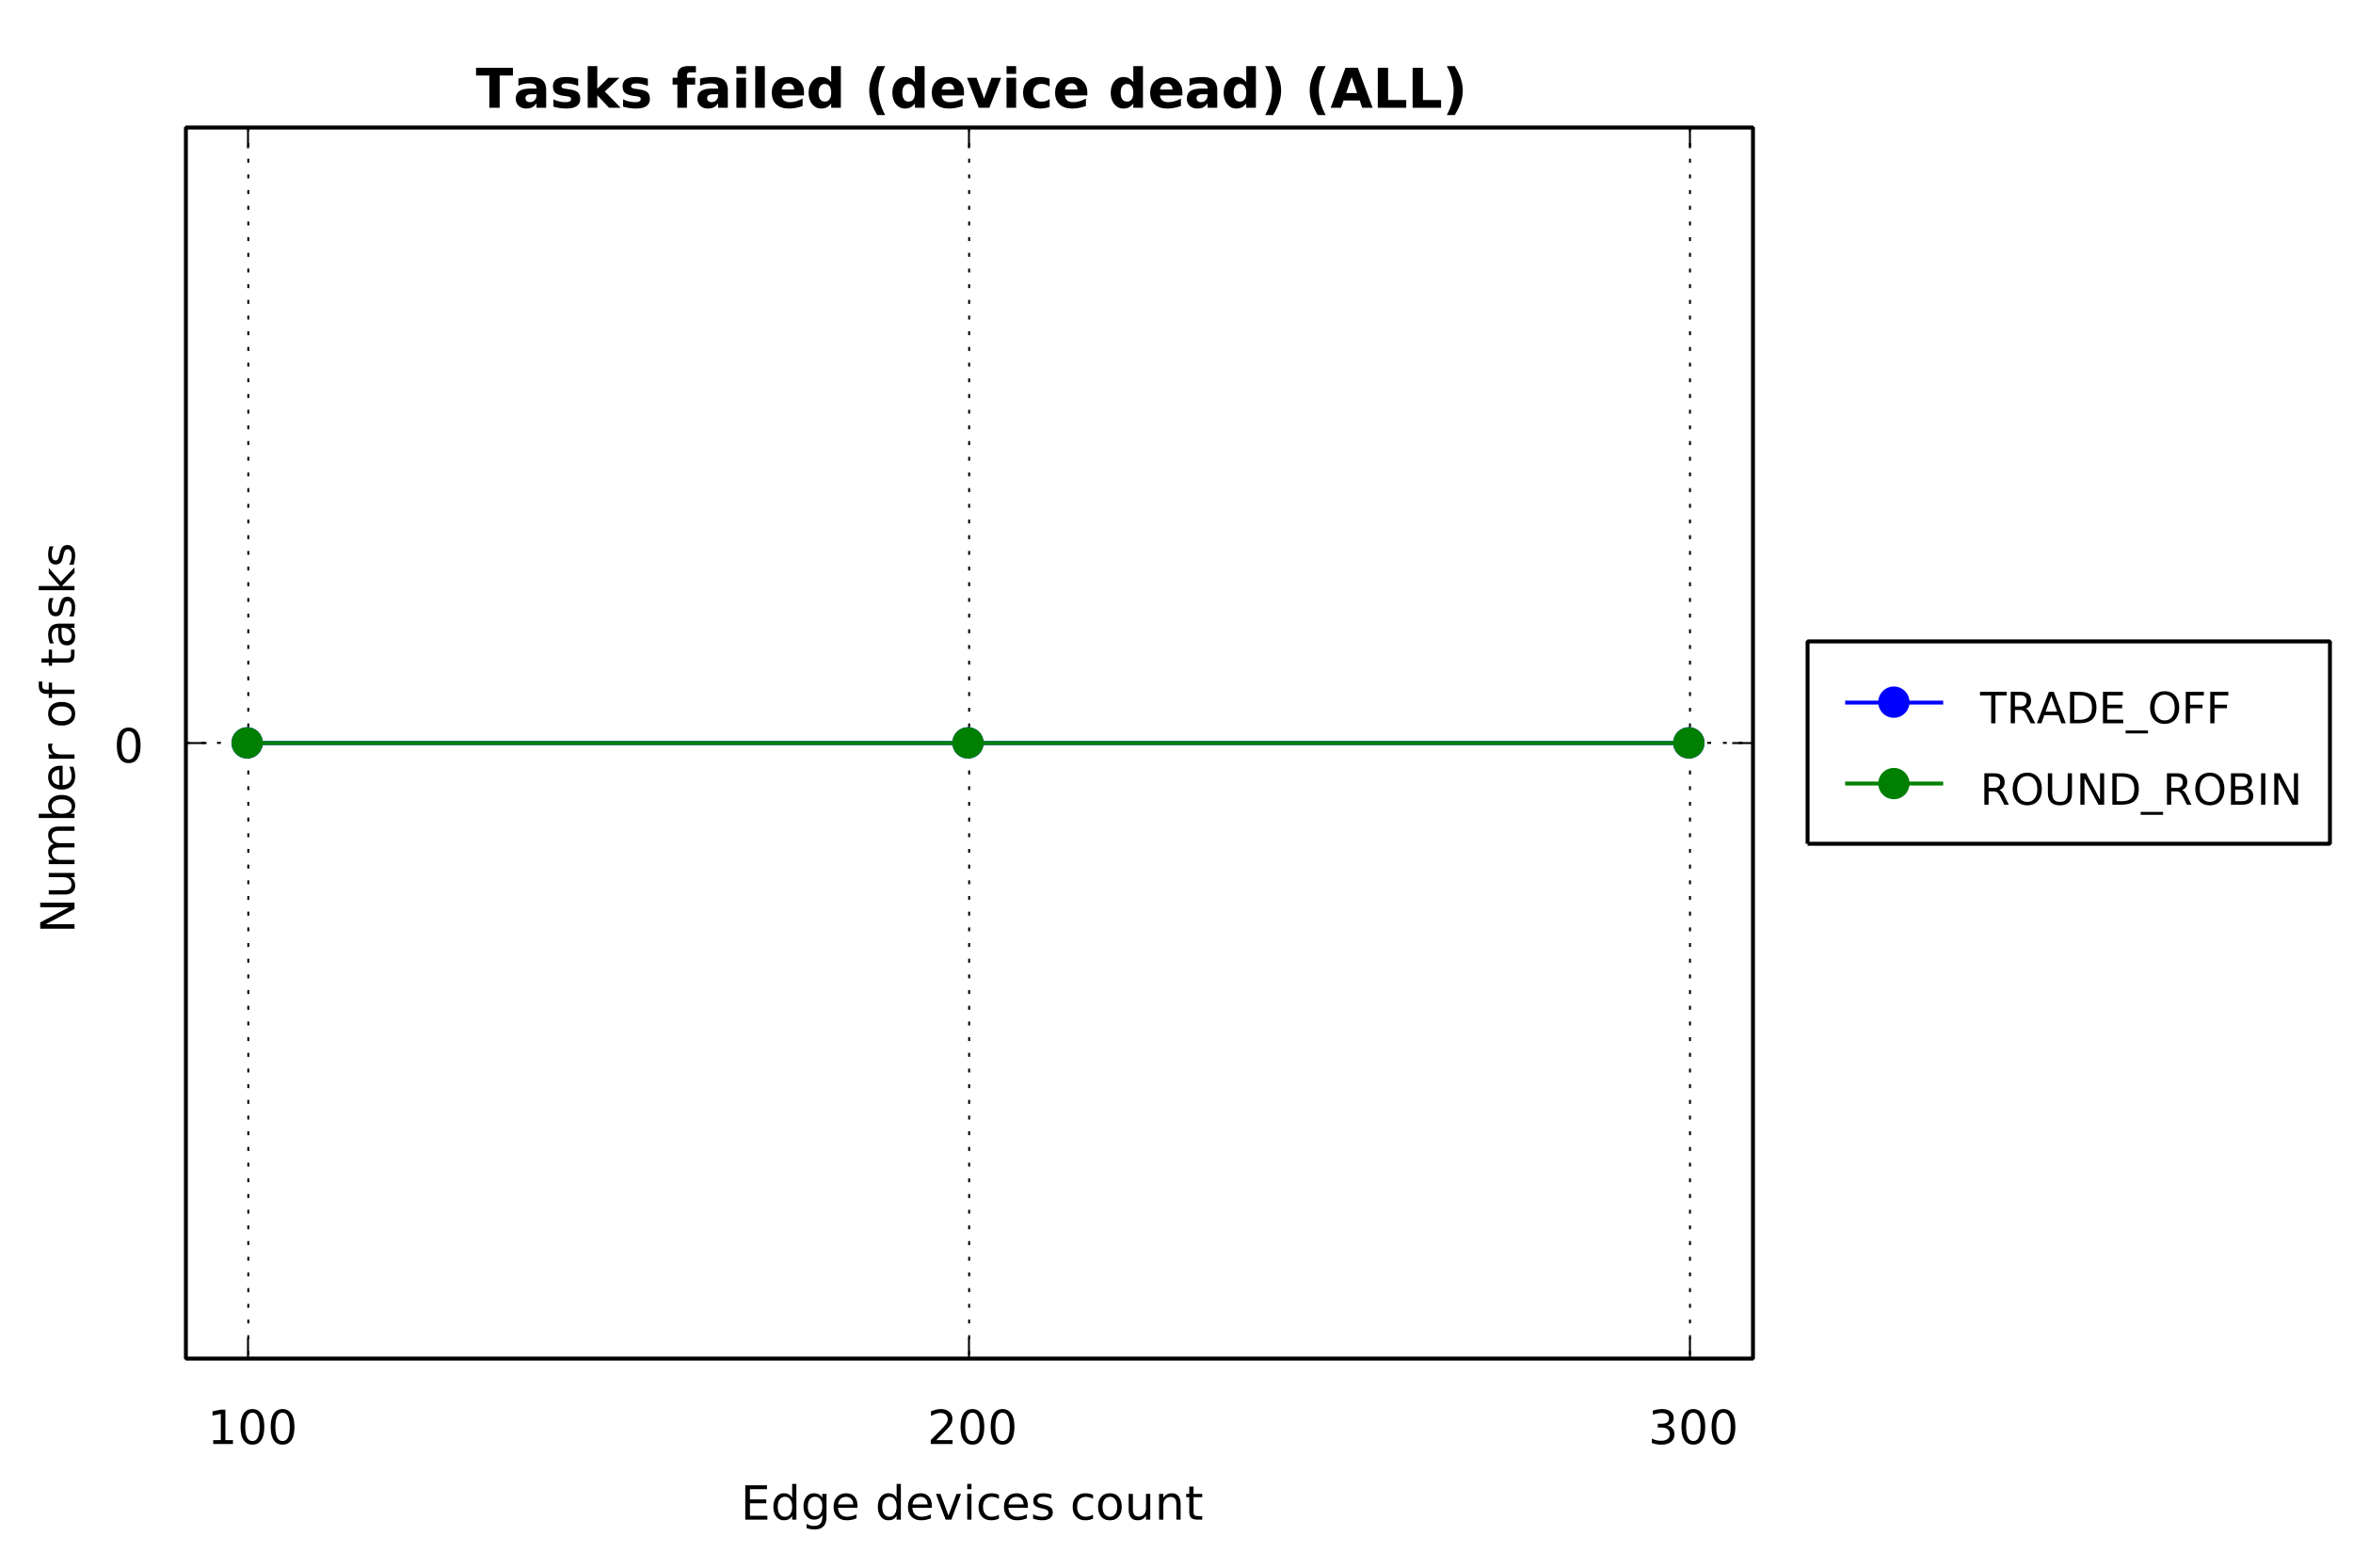 Tasks failed (device dead) (ALL)
Number of tasks
0
TRADE_OFF
ROUND_ROBIN
100 200 300
Edge devices count